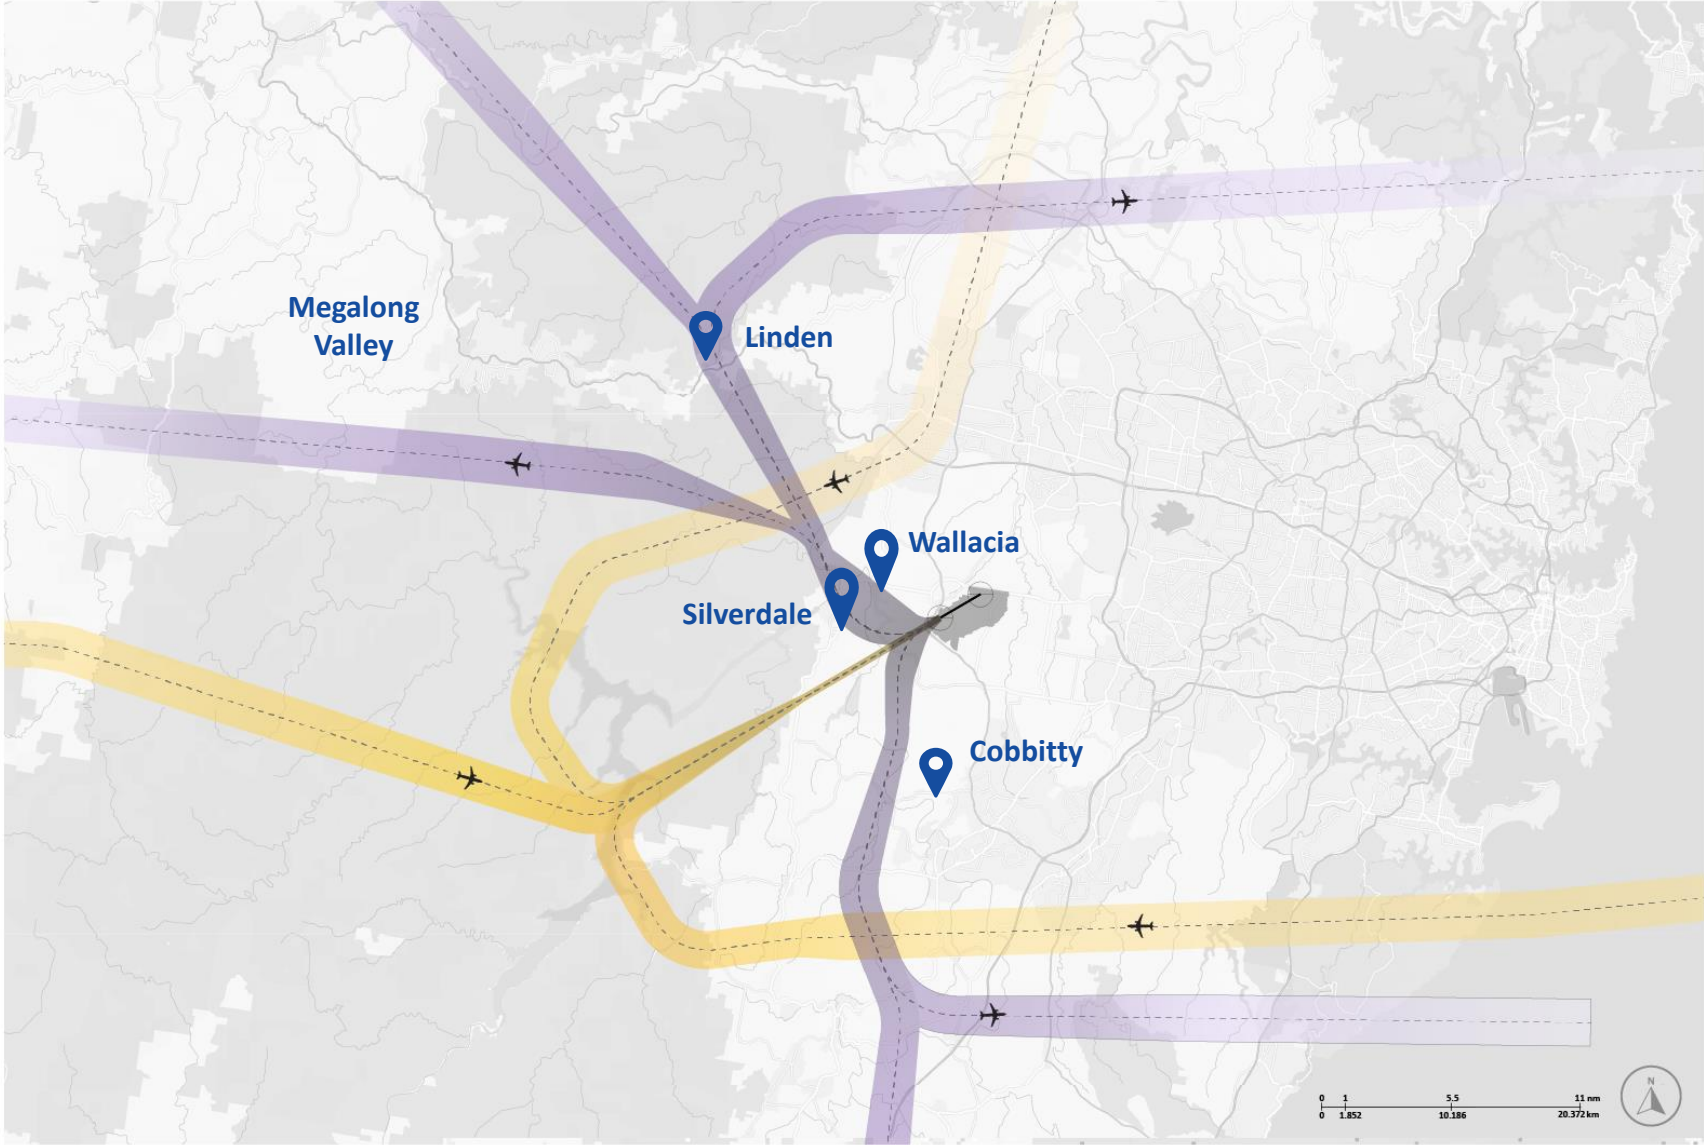 Megalong
Valley
Linden
Wallacia
Silverdale
Cobbitty
0 1 5.5 11 nm
0 1.852 10.186 20.372 km
N